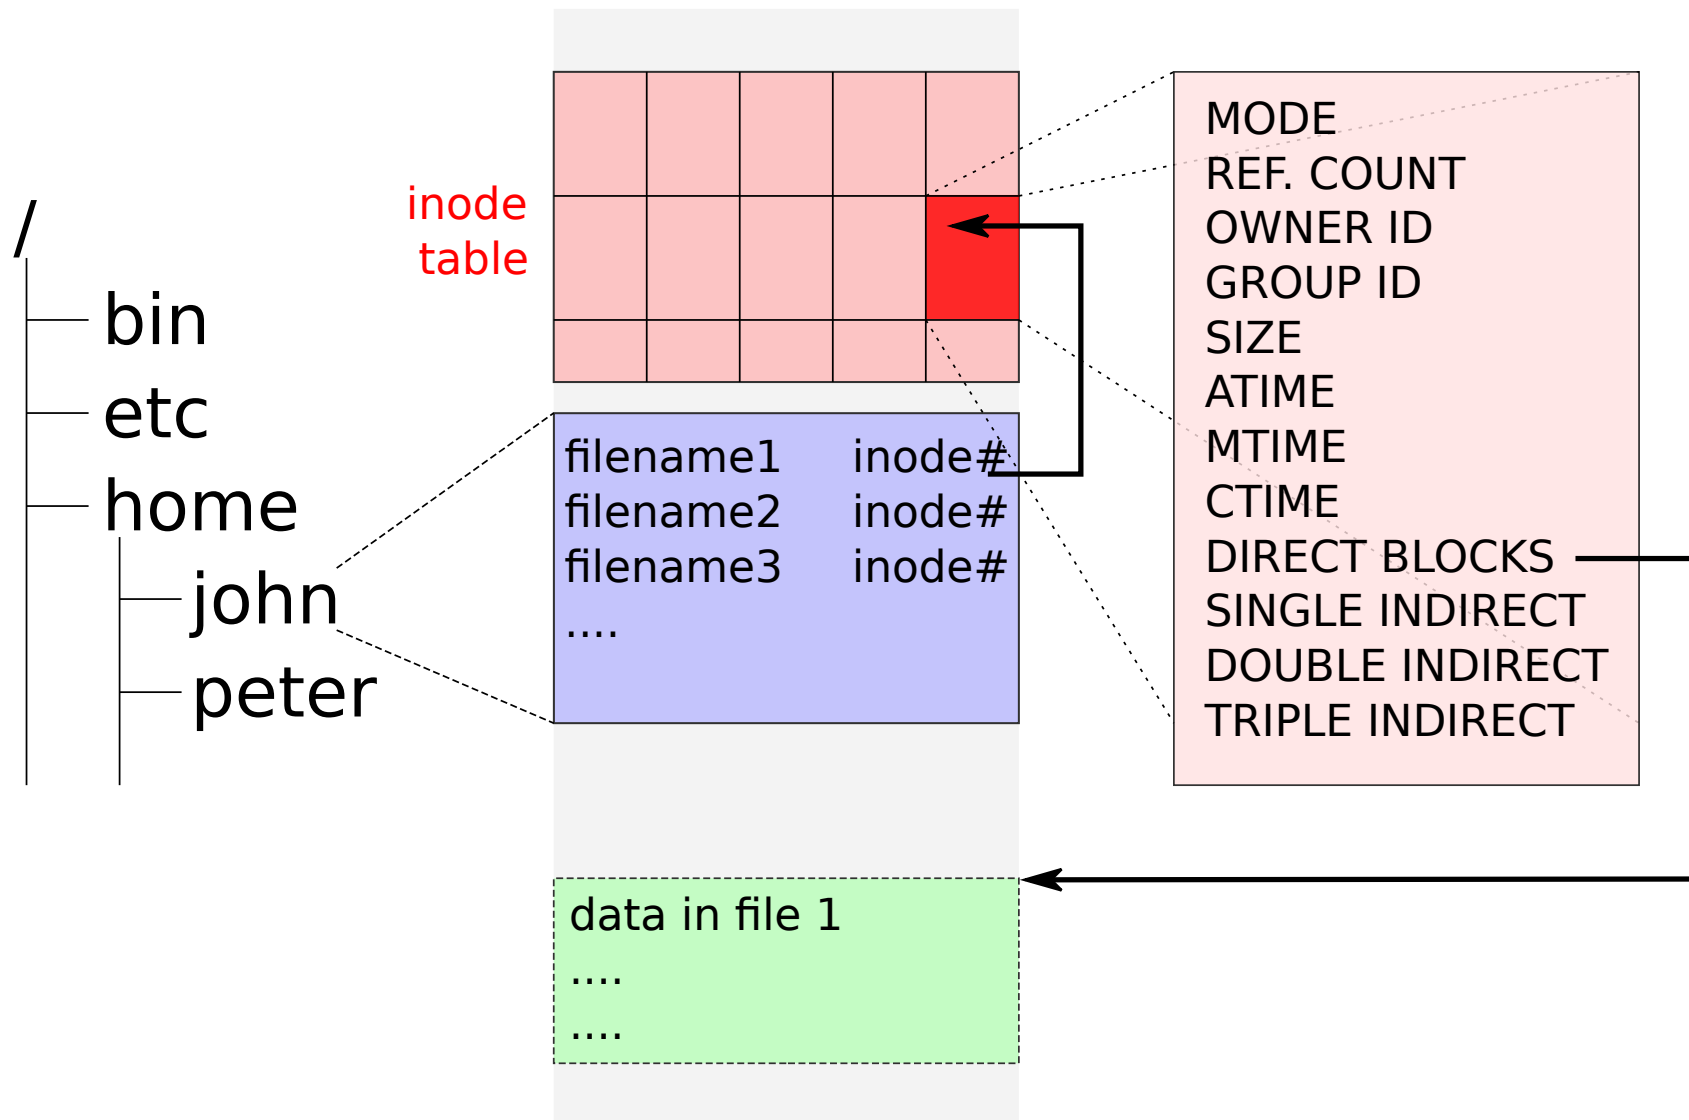 /
bin
etc
home
john
peter
inode
table
filename1 inode#
filename2 inode#
filename3 inode#
....
data in file 1
....
....
MODE
REF. COUNT
OWNER ID
GROUP ID
SIZE
ATIME
MTIME
CTIME
DIRECT BLOCKS
SINGLE INDIRECT
DOUBLE INDIRECT
TRIPLE INDIRECT